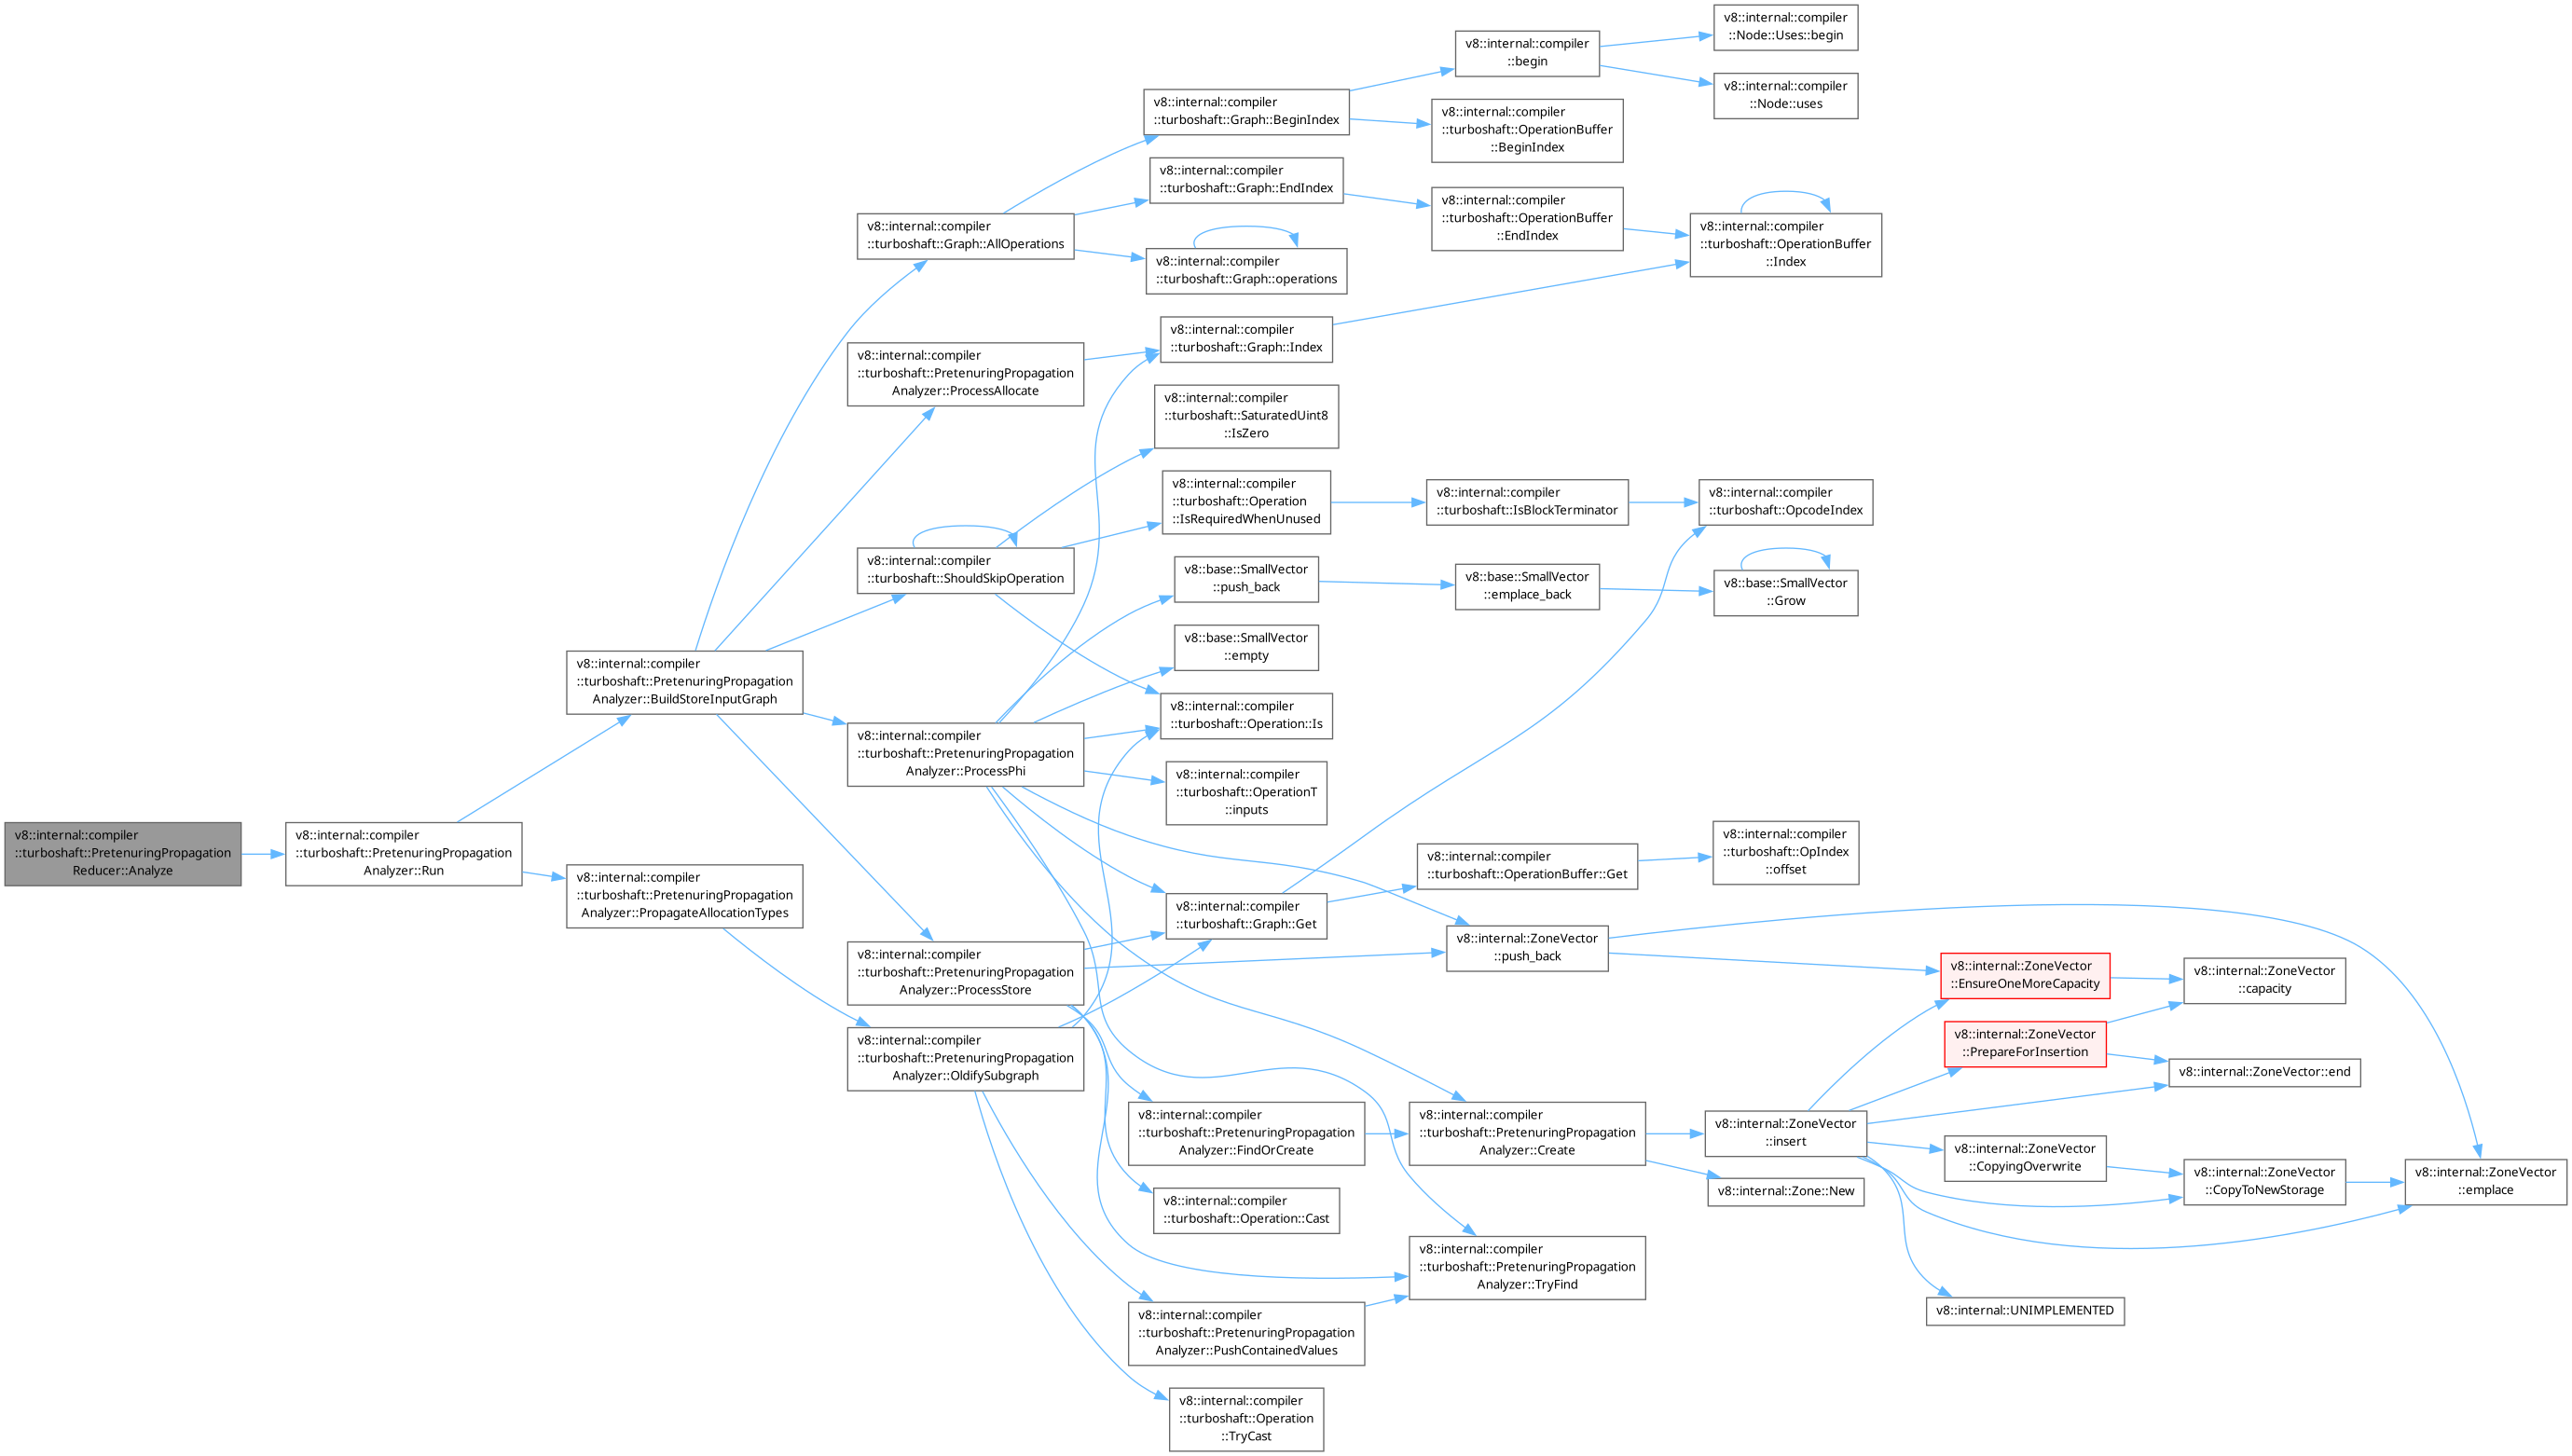 v8::internal::compiler
::turboshaft::PretenuringPropagation
Reducer::Analyze
v8::internal::compiler
::turboshaft::PretenuringPropagation
Analyzer::Run
v8::internal::compiler
::turboshaft::PretenuringPropagation
Analyzer::BuildStoreInputGraph
v8::internal::compiler
::turboshaft::PretenuringPropagation
Analyzer::PropagateAllocationTypes
v8::internal::compiler
::turboshaft::Graph::AllOperations
v8::internal::compiler
::turboshaft::PretenuringPropagation
Analyzer::ProcessAllocate
v8::internal::compiler
::turboshaft::ShouldSkipOperation
v8::internal::compiler
::turboshaft::PretenuringPropagation
Analyzer::ProcessPhi
v8::internal::compiler
::turboshaft::PretenuringPropagation
Analyzer::ProcessStore
v8::internal::compiler
::turboshaft::PretenuringPropagation
Analyzer::OldifySubgraph
v8::internal::compiler
::turboshaft::Graph::BeginIndex
v8::internal::compiler
::turboshaft::Graph::EndIndex
v8::internal::compiler
::turboshaft::Graph::operations
v8::internal::compiler
::turboshaft::Graph::Index
v8::internal::compiler
::turboshaft::SaturatedUint8
::IsZero
v8::internal::compiler
::turboshaft::Operation
::IsRequiredWhenUnused
v8::base::SmallVector
::push_back
v8::base::SmallVector
::empty
v8::internal::compiler
::turboshaft::Operation::Is
v8::internal::compiler
::turboshaft::OperationT
::inputs
v8::internal::compiler
::turboshaft::Graph::Get
v8::internal::compiler
::turboshaft::PretenuringPropagation
Analyzer::FindOrCreate
v8::internal::compiler
::turboshaft::Operation::Cast
v8::internal::compiler
::turboshaft::PretenuringPropagation
Analyzer::PushContainedValues
v8::internal::compiler
::turboshaft::Operation
::TryCast
v8::internal::compiler
::begin
v8::internal::compiler
::turboshaft::OperationBuffer
::BeginIndex
v8::internal::compiler
::turboshaft::OperationBuffer
::EndIndex
v8::internal::compiler
::turboshaft::IsBlockTerminator
v8::base::SmallVector
::emplace_back
v8::internal::compiler
::turboshaft::OperationBuffer::Get
v8::internal::ZoneVector
::push_back
v8::internal::compiler
::turboshaft::PretenuringPropagation
Analyzer::Create
v8::internal::compiler
::turboshaft::PretenuringPropagation
Analyzer::TryFind
v8::internal::compiler
::Node::Uses::begin
v8::internal::compiler
::Node::uses
v8::internal::compiler
::turboshaft::OperationBuffer
::Index
v8::internal::compiler
::turboshaft::OpcodeIndex
v8::base::SmallVector
::Grow
v8::internal::compiler
::turboshaft::OpIndex
::offset
v8::internal::ZoneVector
::insert
v8::internal::Zone::New
v8::internal::ZoneVector
::EnsureOneMoreCapacity
v8::internal::ZoneVector
::PrepareForInsertion
v8::internal::ZoneVector
::CopyingOverwrite
v8::internal::UNIMPLEMENTED
v8::internal::ZoneVector
::capacity
v8::internal::ZoneVector::end
v8::internal::ZoneVector
::CopyToNewStorage
v8::internal::ZoneVector
::emplace